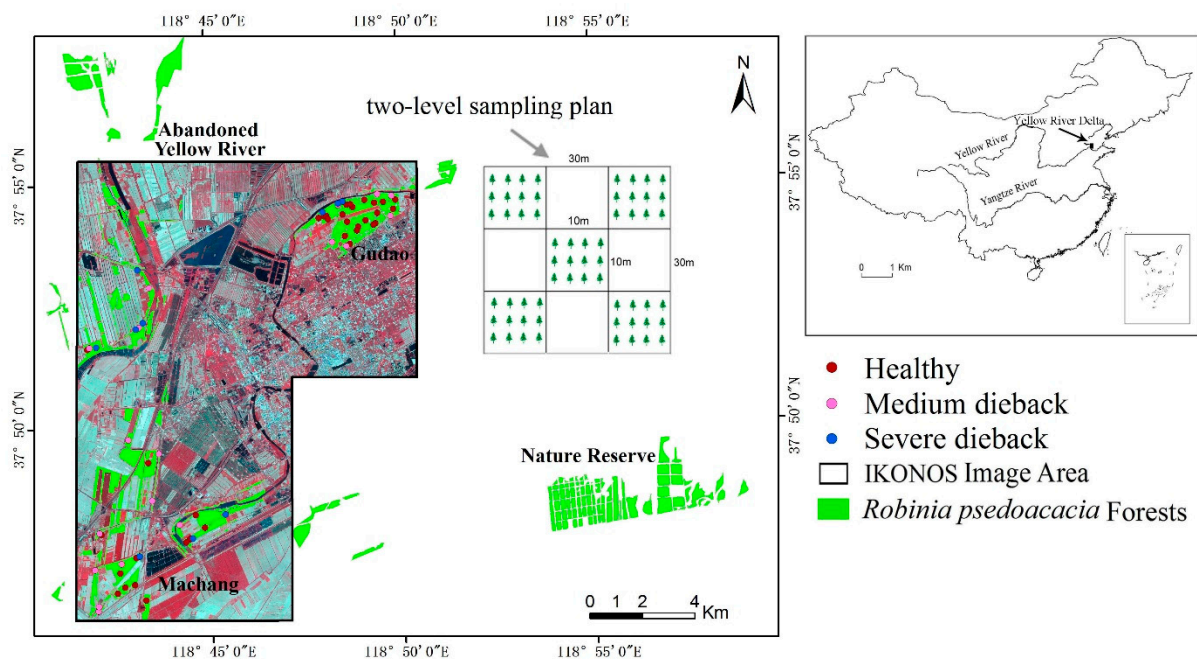 118° 45′ 0″E
118° 50′ 0″E
118° 55′ 0″E
N
two-level sampling plan
Abandoned
Yellow River
30m
10m
10m
30m
Gudao
37° 55′ 0″N
37° 55′ 0″N
37° 50′ 0″N
37° 50′ 0″N
Nature Reserve
Machang
0 1 2 4
Km
118° 45′ 0″E
118° 50′ 0″E
118° 55′ 0″E
Yellow River Delta
Yellow River
Yangtze River
0 1 Km
Healthy
Medium dieback
Severe dieback
IKONOS Image Area
Robinia psedoacacia Forests